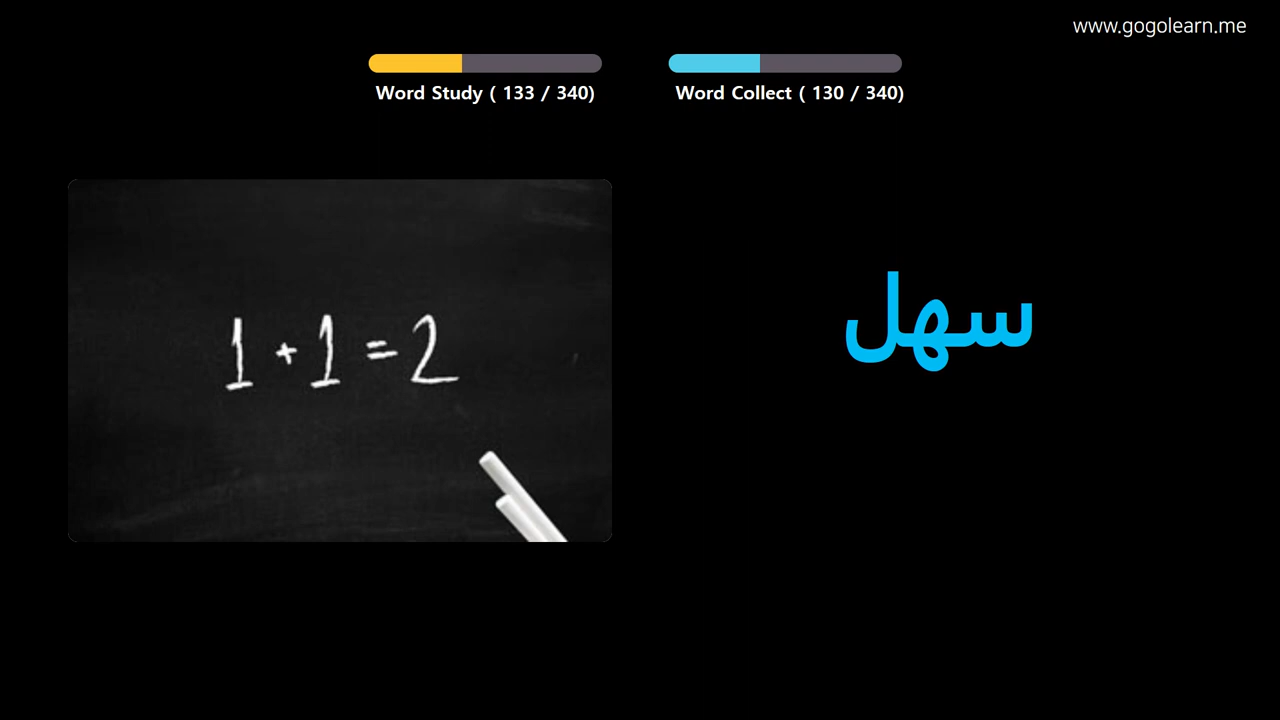 www.gogolearn.me
Word Study ( 133 / 340)
Word Collect ( 130 / 340)
1 + 1 = 2
سهل